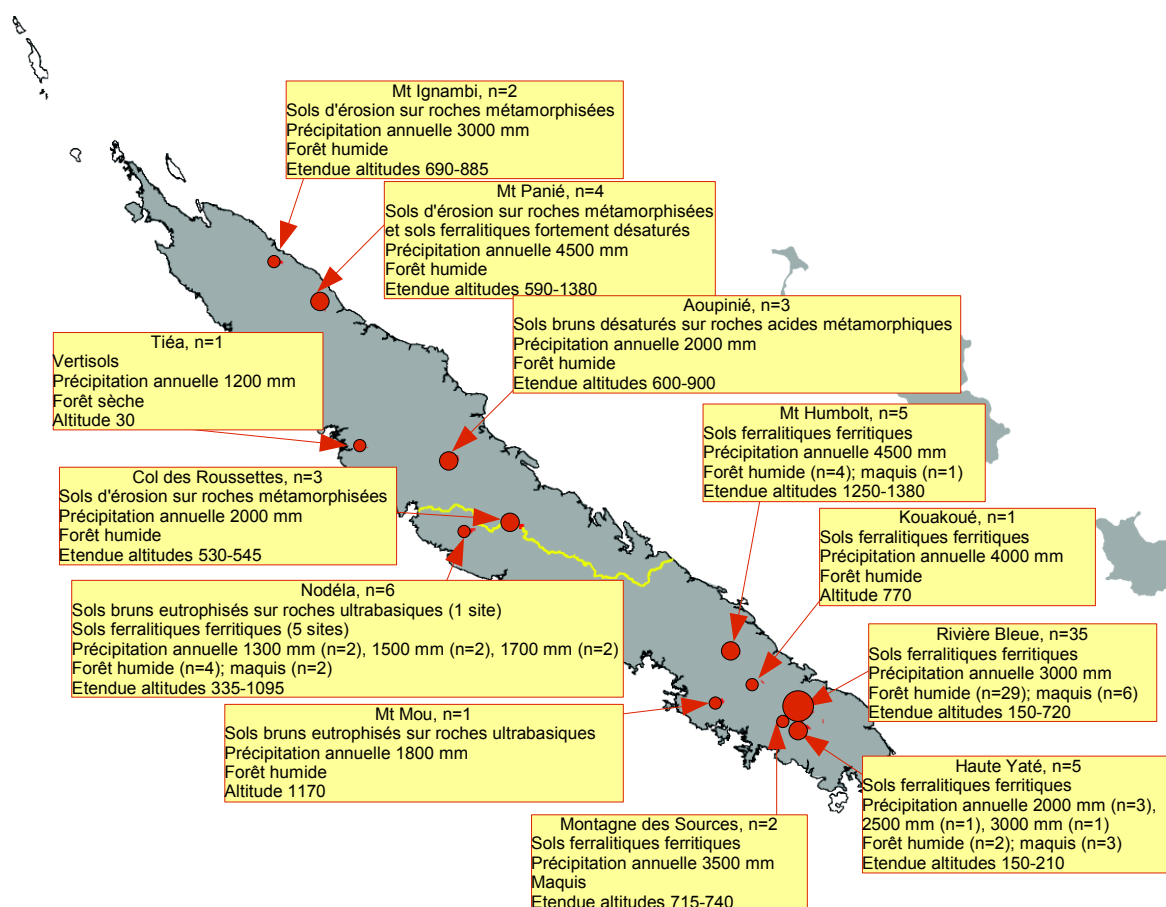 Mt Ignambi, n=2
Sols d'érosion sur roches métamorphisées
Précipitation annuelle 3000 mm
Forêt humide
Etendue altitudes 690-885
Mt Panié, n=4
Sols d'érosion sur roches métamorphisées
et sols ferralitiques fortement désaturés
Précipitation annuelle 4500 mm
Forêt humide
Etendue altitudes 590-1380
Aoupinié, n=3
Sols bruns désaturés sur roches acides métamorphiques
Précipitation annuelle 2000 mm
Forêt humide
Etendue altitudes 600-900
Tiéa, n=1
Vertisols
Précipitation annuelle 1200 mm
Forêt sèche
Altitude 30
Mt Humbolt, n=5
Sols ferralitiques ferritiques
Précipitation annuelle 4500 mm
Forêt humide (n=4); maquis (n=1)
Etendue altitudes 1250-1380
Col des Roussettes, n=3
Sols d'érosion sur roches métamorphisées
Précipitation annuelle 2000 mm
Forêt humide
Etendue altitudes 530-545
Kouakoué, n=1
Sols ferralitiques ferritiques
Précipitation annuelle 4000 mm
Forêt humide
Altitude 770
Nodéla, n=6
Sols bruns eutrophisés sur roches ultrabasiques (1 site)
Sols ferralitiques ferritiques (5 sites)
Précipitation annuelle 1300 mm (n=2), 1500 mm (n=2), 1700 mm (n=2)
Forêt humide (n=4); maquis (n=2)
Etendue altitudes 335-1095
Rivière Bleue, n=35
Sols ferralitiques ferritiques
Précipitation annuelle 3000 mm
Forêt humide (n=29); maquis (n=6)
Etendue altitudes 150-720
Mt Mou, n=1
Sols bruns eutrophisés sur roches ultrabasiques
Précipitation annuelle 1800 mm
Forêt humide
Altitude 1170
Haute Yaté, n=5
Sols ferralitiques ferritiques
Précipitation annuelle 2000 mm (n=3),
2500 mm (n=1), 3000 mm (n=1)
Forêt humide (n=2); maquis (n=3)
Etendue altitudes 150-210
Montagne des Sources, n=2
Sols ferralitiques ferritiques
Précipitation annuelle 3500 mm
Maquis
Etendue altitudes 715-740